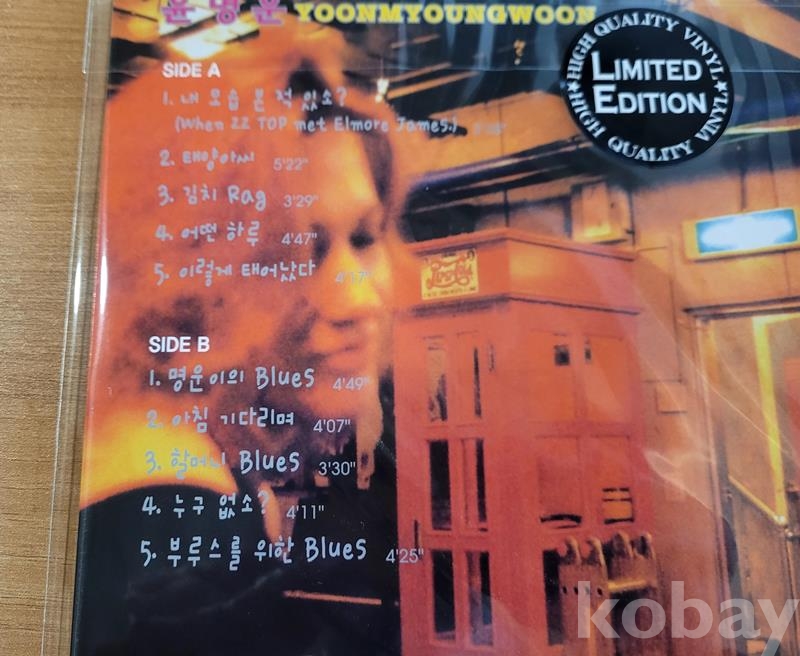 윤명운 YOONMYOUNGWOON
SIDE A
1. 내 모습 본 적 있소?
(When ZZ TOP met Elmore James.)
2. 태양아씨 5'22"
3. 김치 Rag 3'29"
4. 어떤 하루 4'47"
5. 이렇게 태어났다 4'17"
SIDE B
1. 명운이의 Blues 4'49"
2. 아침 기다리며 4'07"
3. 할머니 Blues 3'30"
4. 누구 없소? 4'11"
5. 부루스를 위한 Blues 4'25"
HIGH QUALITY VINYL
LIMITED
EDITION
HIGH QUALITY VINYL
kobay